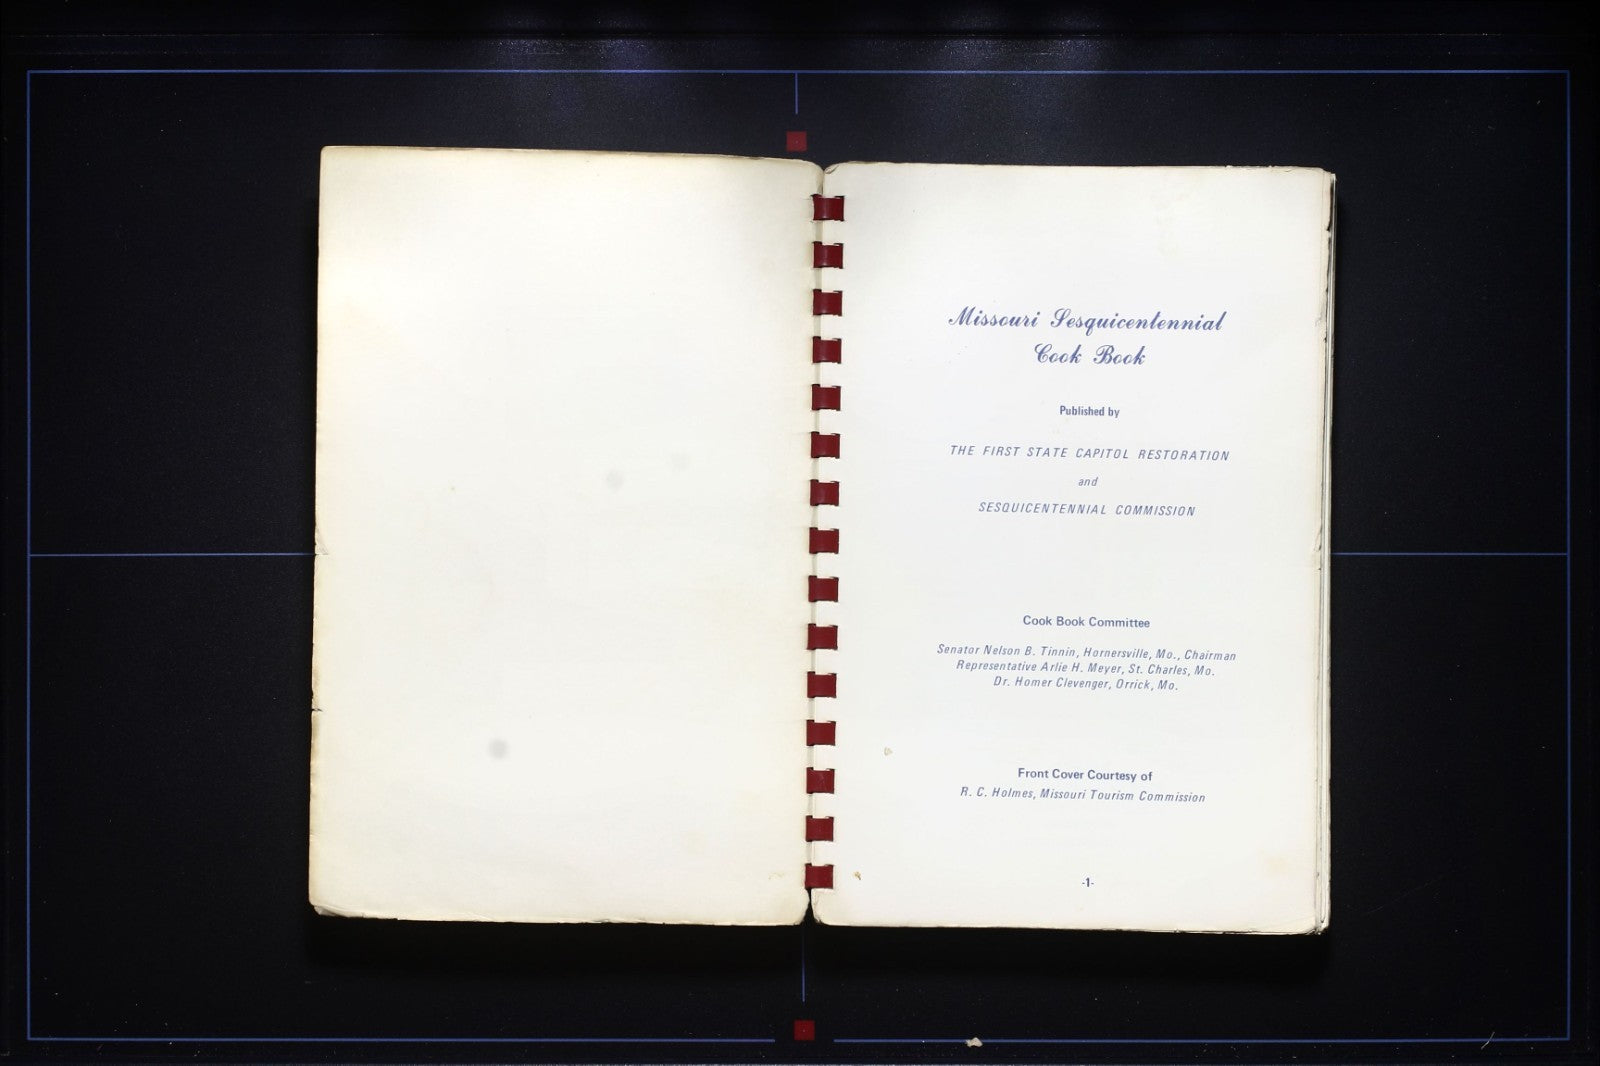 Missouri Sesquicentennial
Cook Book
Published by
THE FIRST STATE CAPITOL RESTORATION
and
SESQUICENTENNIAL COMMISSION
Cook Book Committee
Senator Nelson B. Tinnin, Hornersville, Mo., Chairman
Representative Arlie H. Meyer, St. Charles, Mo.
Dr. Homer Clevenger, Orrick, Mo.
Front Cover Courtesy of
R. C. Holmes, Missouri Tourism Commission
-1-